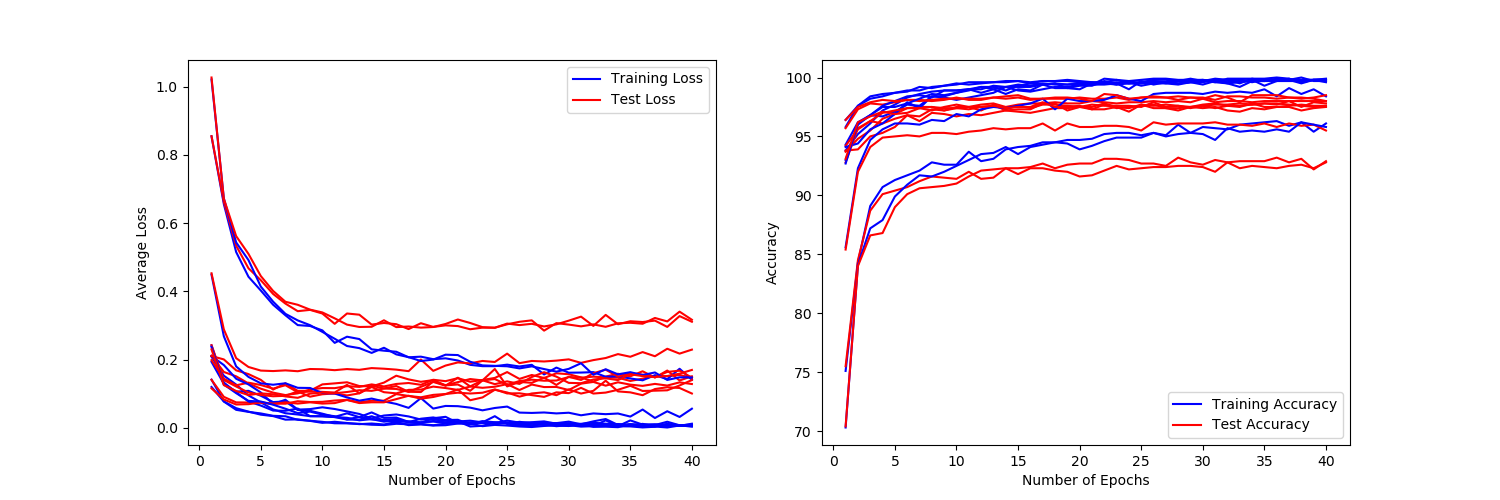 1.0
0.8
0.6
0.4
0.2
0.0
Average Loss
0 5 10 15 20 25 30 35 40
Number of Epochs
Training Loss
Test Loss
100
95
90
85
80
75
70
Accuracy
0 5 10 15 20 25 30 35 40
Number of Epochs
Training Accuracy
Test Accuracy